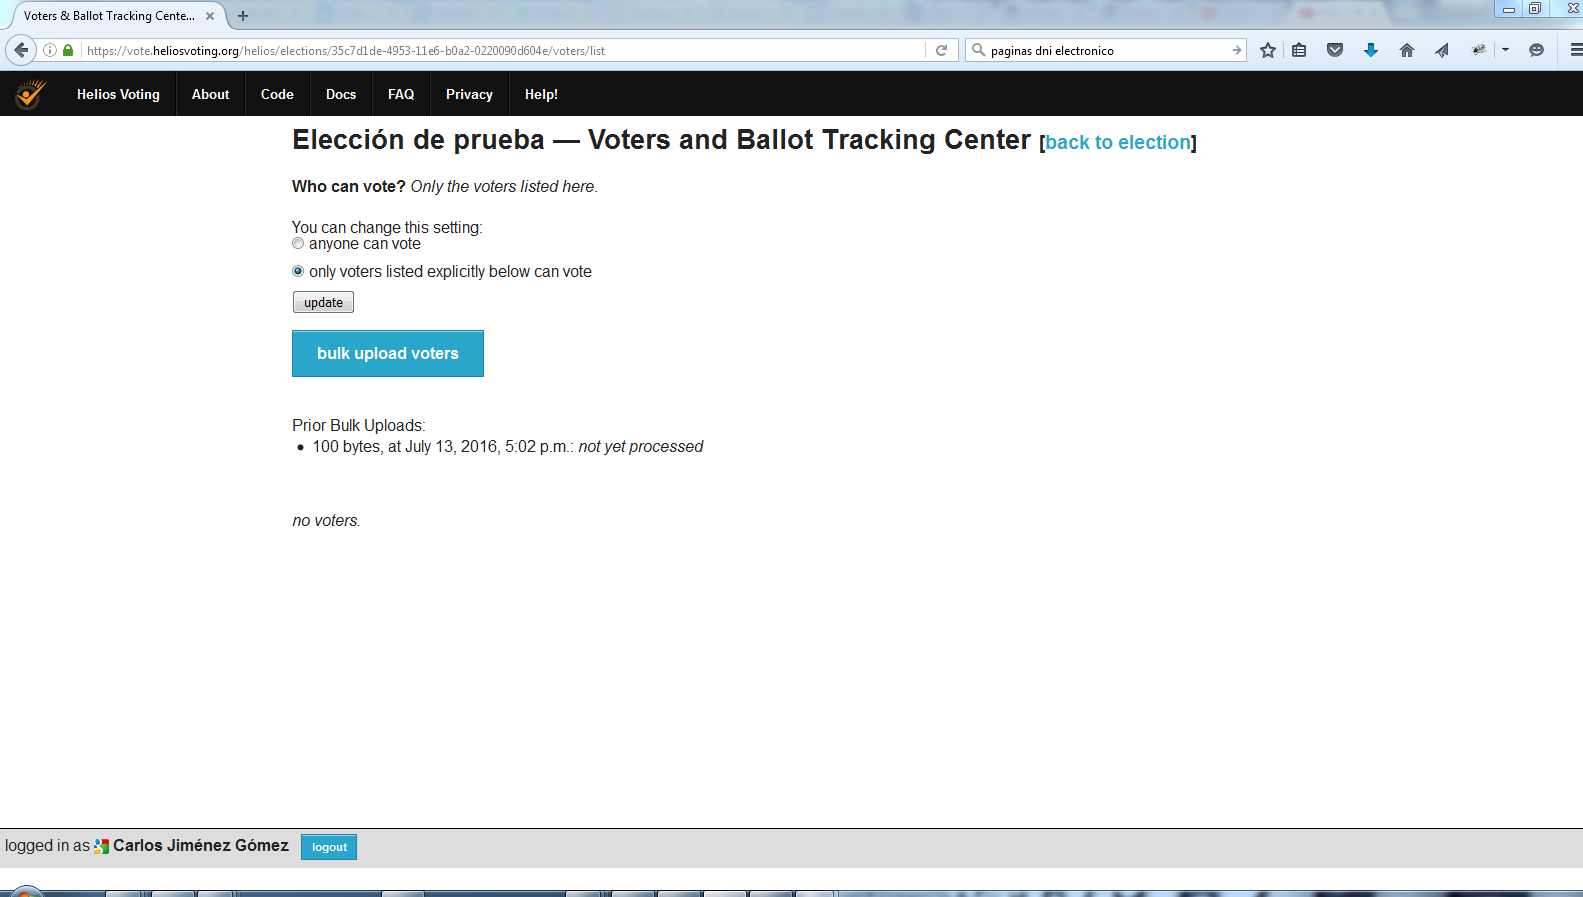 Voters & Ballot Tracking Cente...
https://vote.heliosvoting.org/helios/elections/35c7d1de-4953-11e6-b0a2-0220090d604e/voters/list
paginas dni electronico
Helios Voting About Code Docs FAQ Privacy Help!
Elección de prueba — Voters and Ballot Tracking Center [back to election]
Who can vote? Only the voters listed here.
You can change this setting:
anyone can vote
only voters listed explicitly below can vote
update
bulk upload voters
Prior Bulk Uploads:
• 100 bytes, at July 13, 2016, 5:02 p.m.: not yet processed
no voters.
logged in as Carlos Jiménez Gómez logout